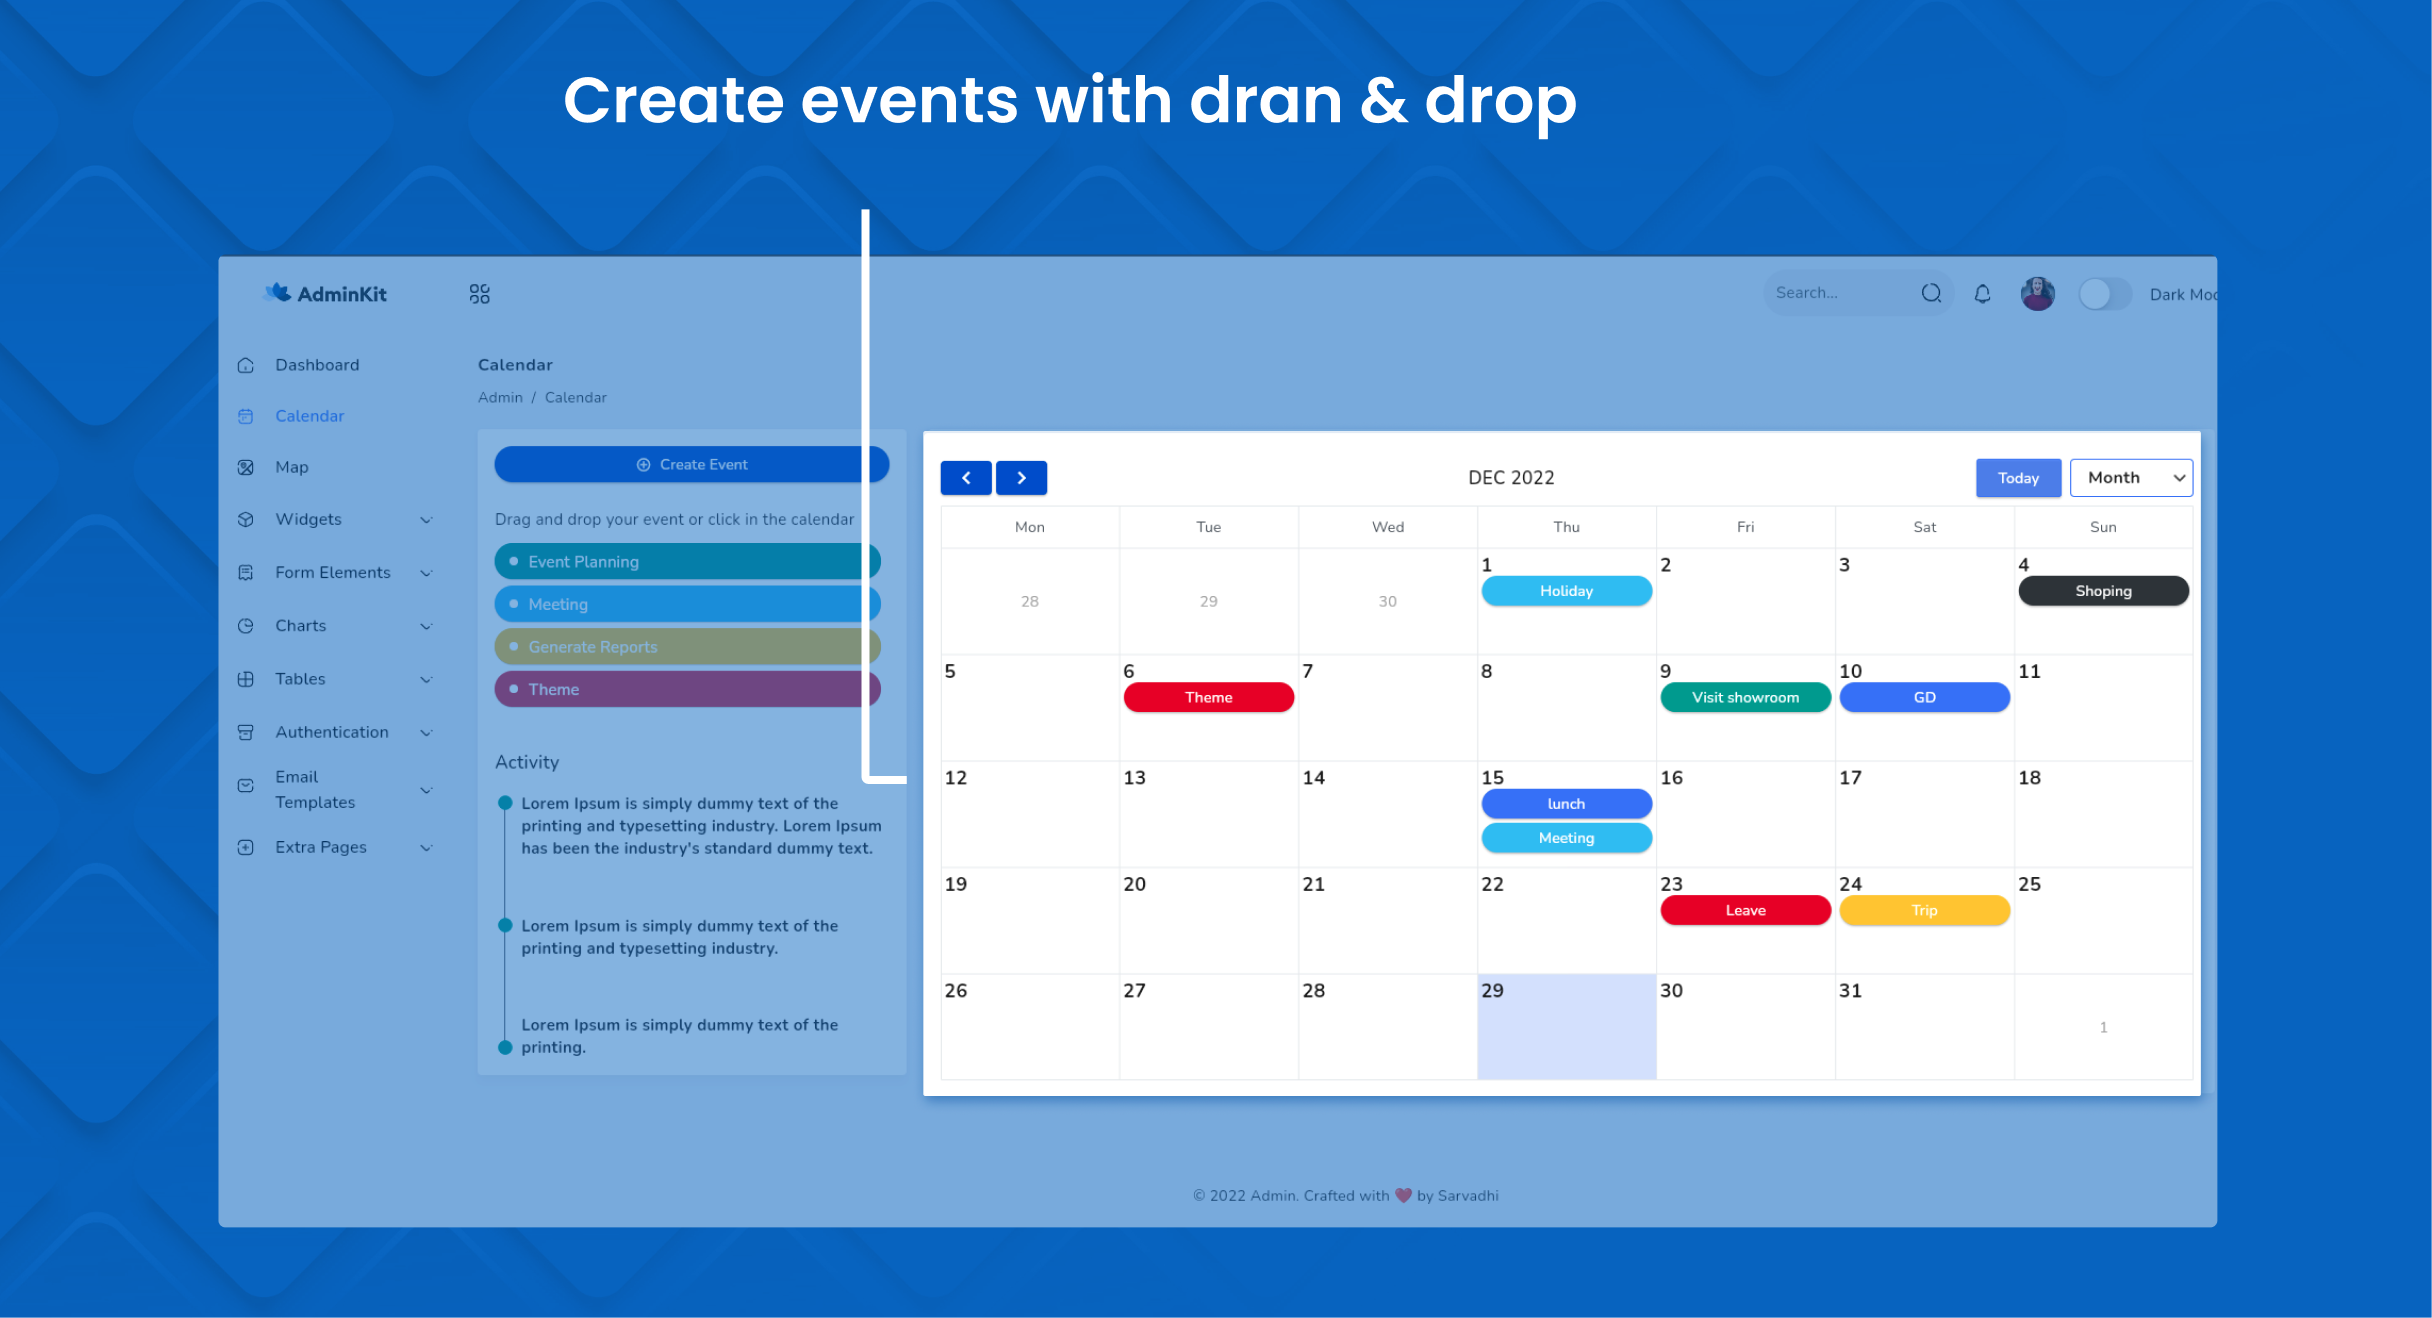 Create events with dran & drop
AdminKit
Search...
Dark Moc
Dashboard
Calendar
Map
Widgets
Form Elements
Charts
Tables
Authentication
Email
Templates
Extra Pages
Calendar
Admin / Calendar
Create Event
Drag and drop your event or click in the calendar
Event Planning
Meeting
Generate Reports
Theme
Activity
Lorem Ipsum is simply dummy text of the
printing and typesetting industry. Lorem Ipsum
has been the industry's standard dummy text.
Lorem Ipsum is simply dummy text of the
printing and typesetting industry.
Lorem Ipsum is simply dummy text of the
printing.
DEC 2022
Today
Month
Mon Tue Wed Thu Fri Sat Sun
28 29 30 1 2 3 4
Holiday Shoping
5 6 7 8 9 10 11
Theme Visit showroom GD
12 13 14 15 16 17 18
lunch
Meeting
19 20 21 22 23 24 25
Leave Trip
26 27 28 29 30 31 1
© 2022 Admin. Crafted with ❤️ by Sarvadhi